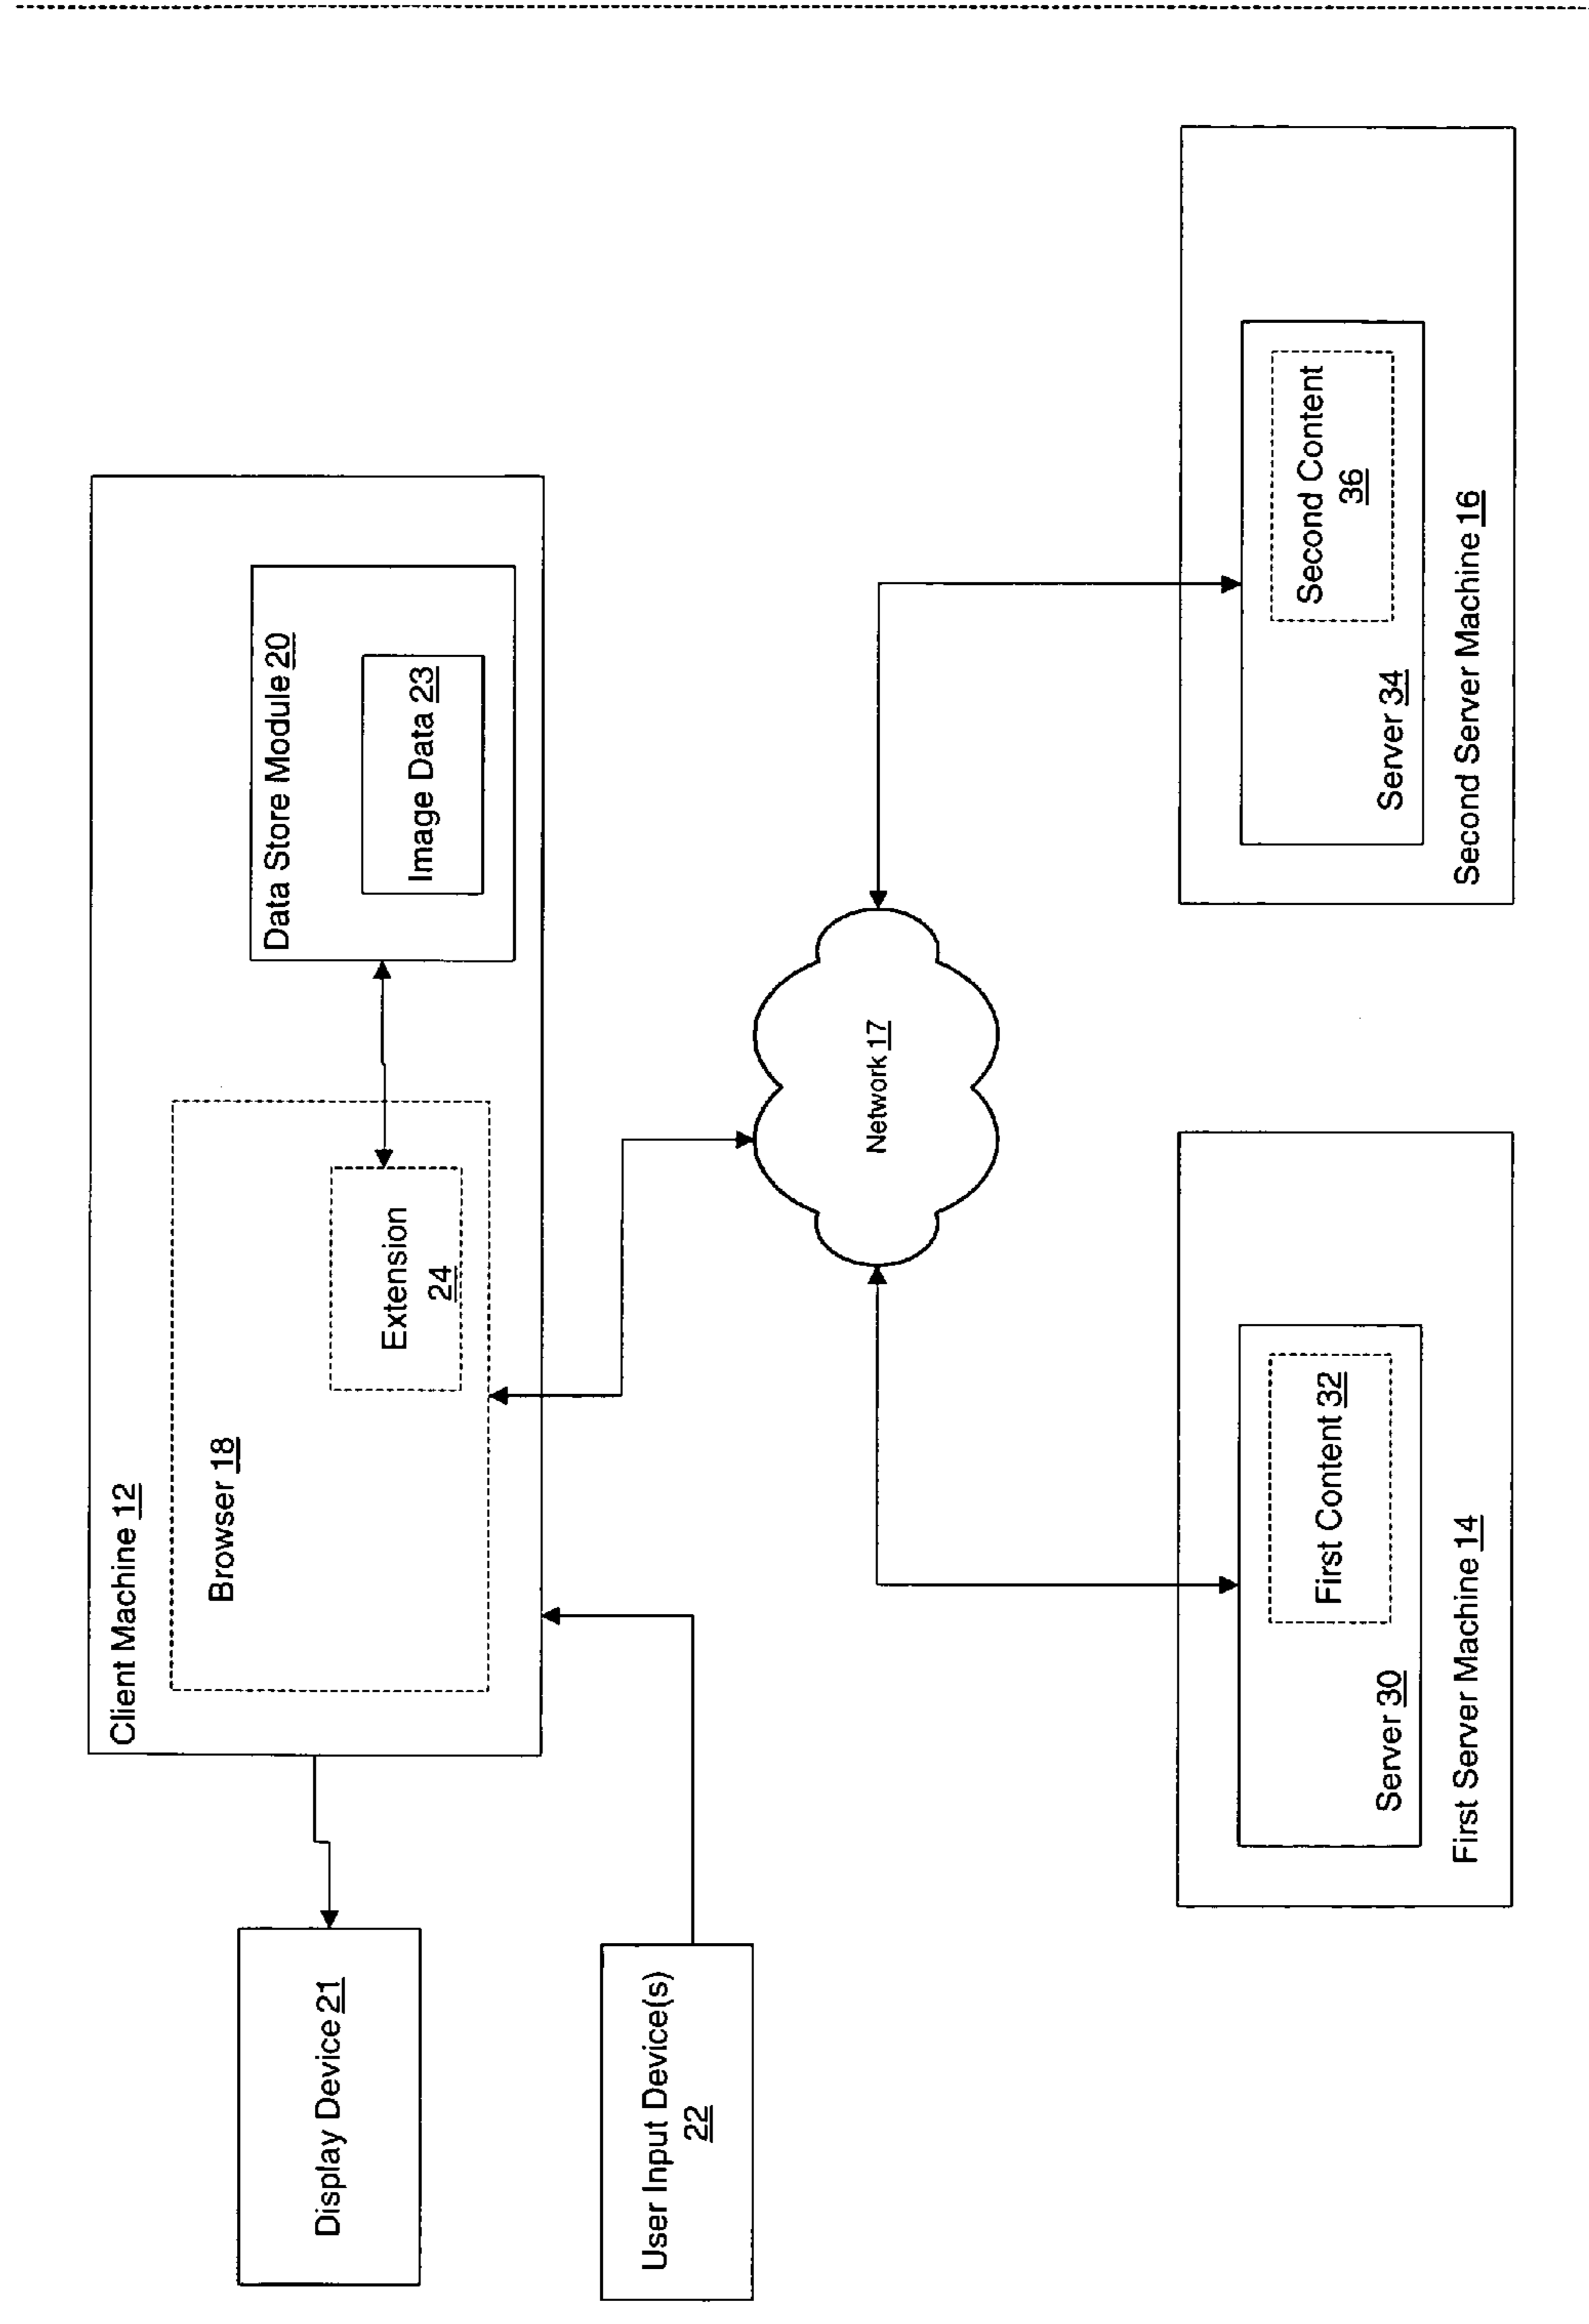 Client Machine 12
Browser 18
Extension
24
Data Store Module 20
Image Data 23
Display Device 21
User Input Device(s)
22
Network 17
First Content 32
Server 30
First Server Machine 14
Second Content
36
Server 34
Second Server Machine 16